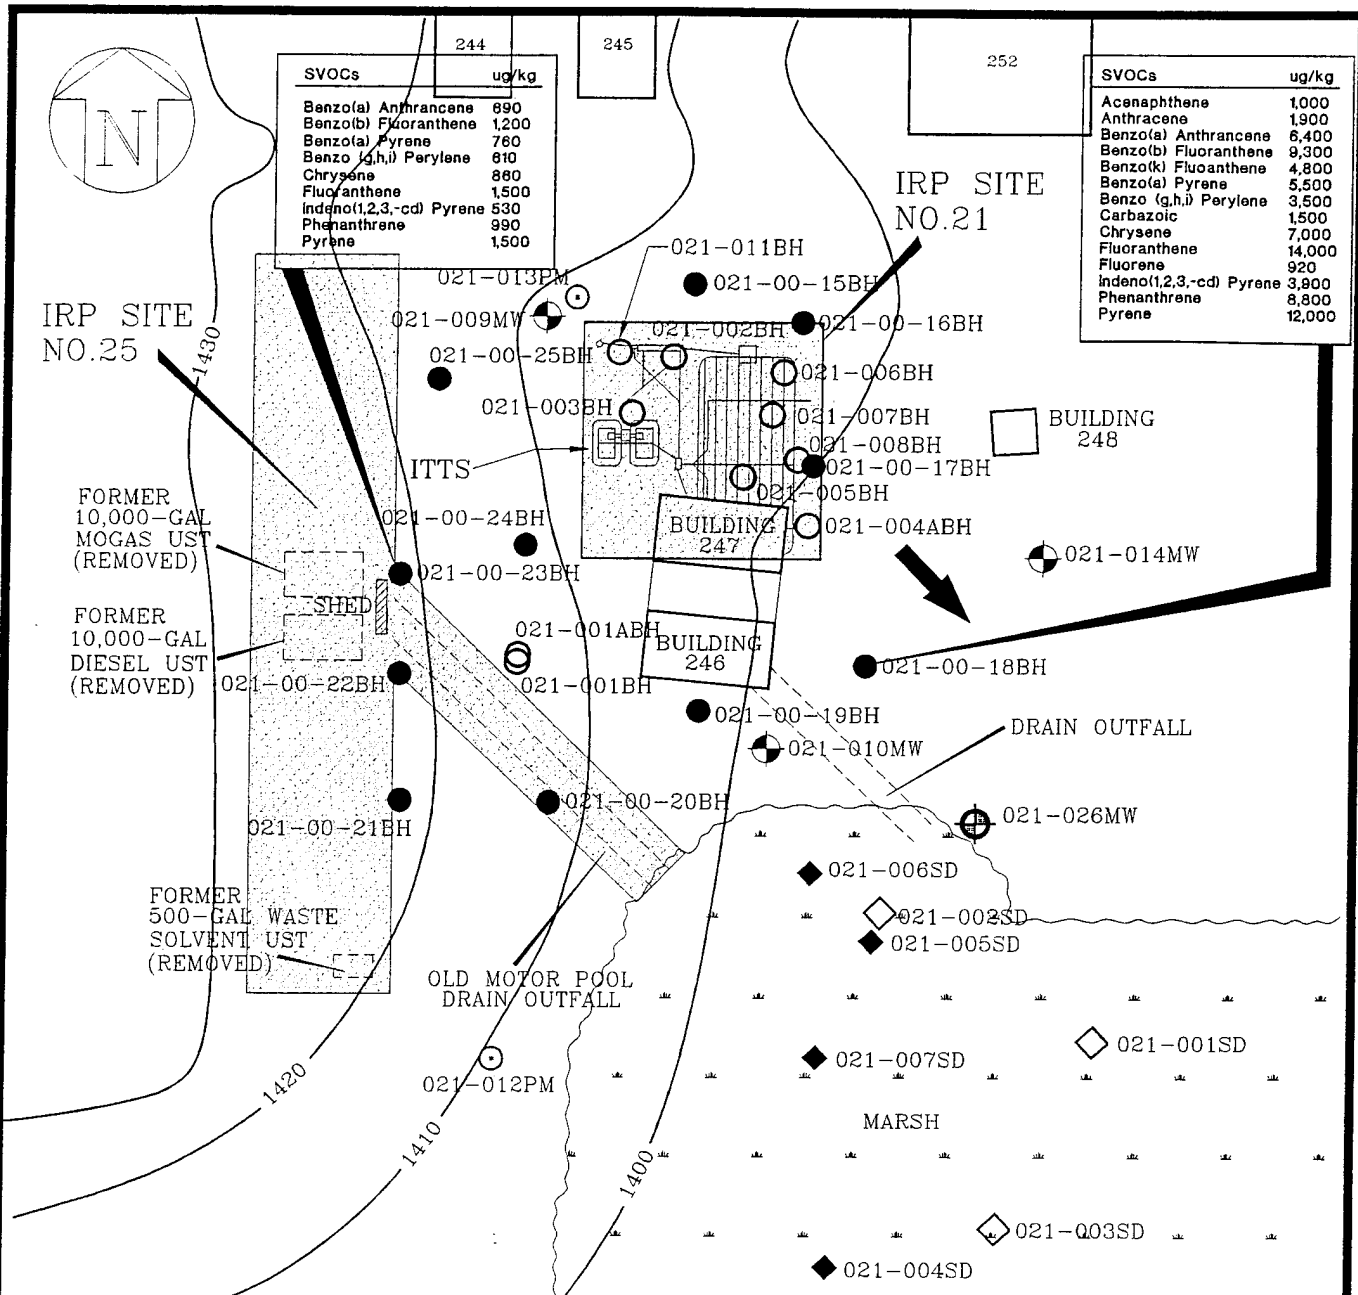 244
245
252
N
SVOCs ug/kg
Benzo(a) Anthrancene 690
Benzo(b) Fluoranthene 1,200
Benzo(a) Pyrene 760
Benzo (g,h,i) Perylene 610
Chrysene 860
Fluoranthene 1,500
Indeno(1,2,3,-cd) Pyrene 530
Phenanthrene 990
Pyrene 1,500
SVOCs ug/kg
Acenaphthene 1,000
Anthracene 1,900
Benzo(a) Anthrancene 6,400
Benzo(b) Fluoranthene 9,300
Benzo(k) Fluoanthene 4,800
Benzo(a) Pyrene 5,500
Benzo (g,h,i) Perylene 3,500
Carbazoic 1,500
Chrysene 7,000
Fluoranthene 14,000
Fluorene 920
Indeno(1,2,3,-cd) Pyrene 3,900
Phenanthrene 8,800
Pyrene 12,000
IRP SITE
NO.21
021-011BH
021-013PM
021-00-15BH
IRP SITE
NO.25
1430
021-009MW
021-002BH
021-00-16BH
021-00-25BH
021-006BH
021-003BH
021-007BH
BUILDING
248
021-008BH
ITTS
021-00-17BH
021-005BH
FORMER
10,000-GAL
MOGAS UST
(REMOVED)
021-00-24BH
BUILDING
247
021-004ABH
021-014MW
021-00-23BH
SHED
FORMER
10,000-GAL
DIESEL UST
(REMOVED)
021-001ABH
BUILDING
246
021-00-22BH
021-001BH
021-00-18BH
021-00-19BH
DRAIN OUTFALL
021-010MW
021-00-20BH
021-026MW
021-00-21BH
021-006SD
FORMER
500-GAL WASTE
SOLVENT UST
(REMOVED)
021-002SD
021-005SD
OLD MOTOR POOL
DRAIN OUTFALL
021-001SD
021-007SD
021-012PM
1420
MARSH
1410
1400
021-003SD
021-004SD